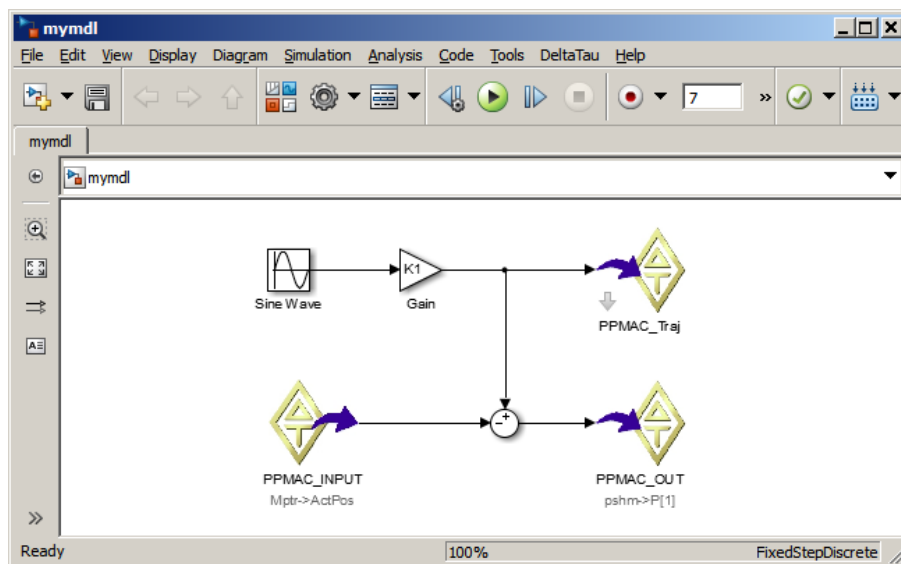 mymdl
File Edit View Display Diagram Simulation Analysis Code Tools DeltaTau Help
7 »
mymdl
mymdl
K1
Sine Wave
Gain
PPMAC_Traj
- +
PPMAC_INPUT
Mptr->ActPos
PPMAC_OUT
pshm->P[1]
»
Ready 100% FixedStepDiscrete